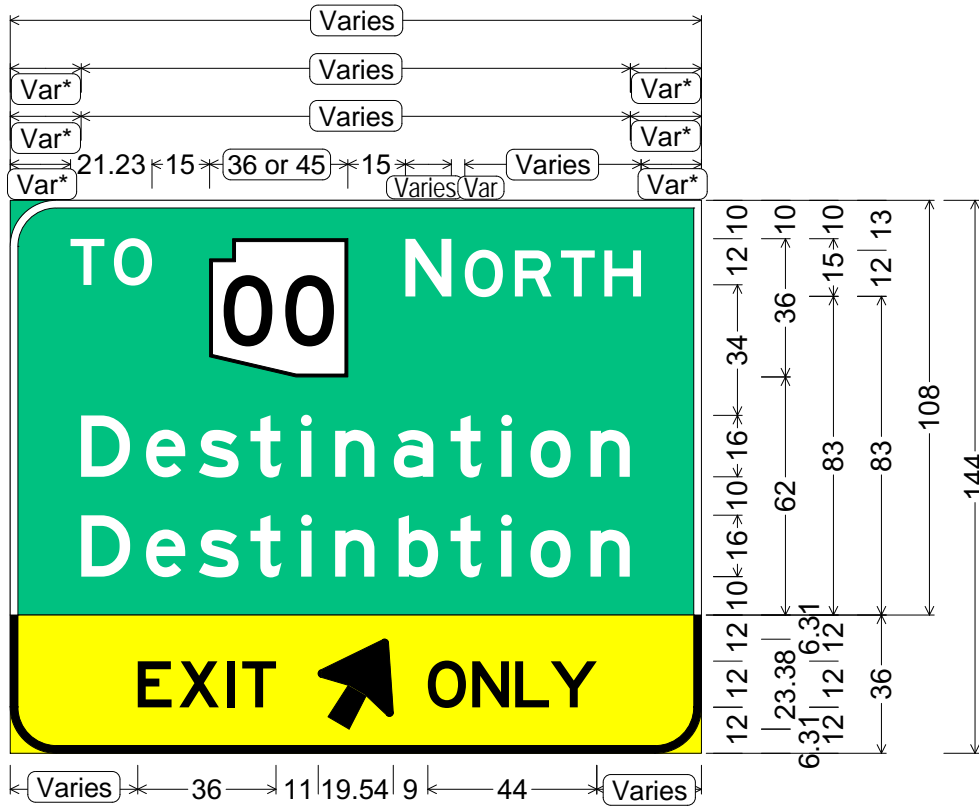 Varies
Var* Varies Var*
Var* Varies Var*
Var* 21.23 15 36 or 45 15 Varies Var Varies Var*
TO 00 NORTH
Destination
Destinbtion
EXIT ONLY
10 12 34 16 10 16 10 12 12 12
10 36 62 6.31 23.38 6.31
10 15 83 12 12 12
13 12 83 36
108
144
Varies 36 11 19.54 9 44 Varies